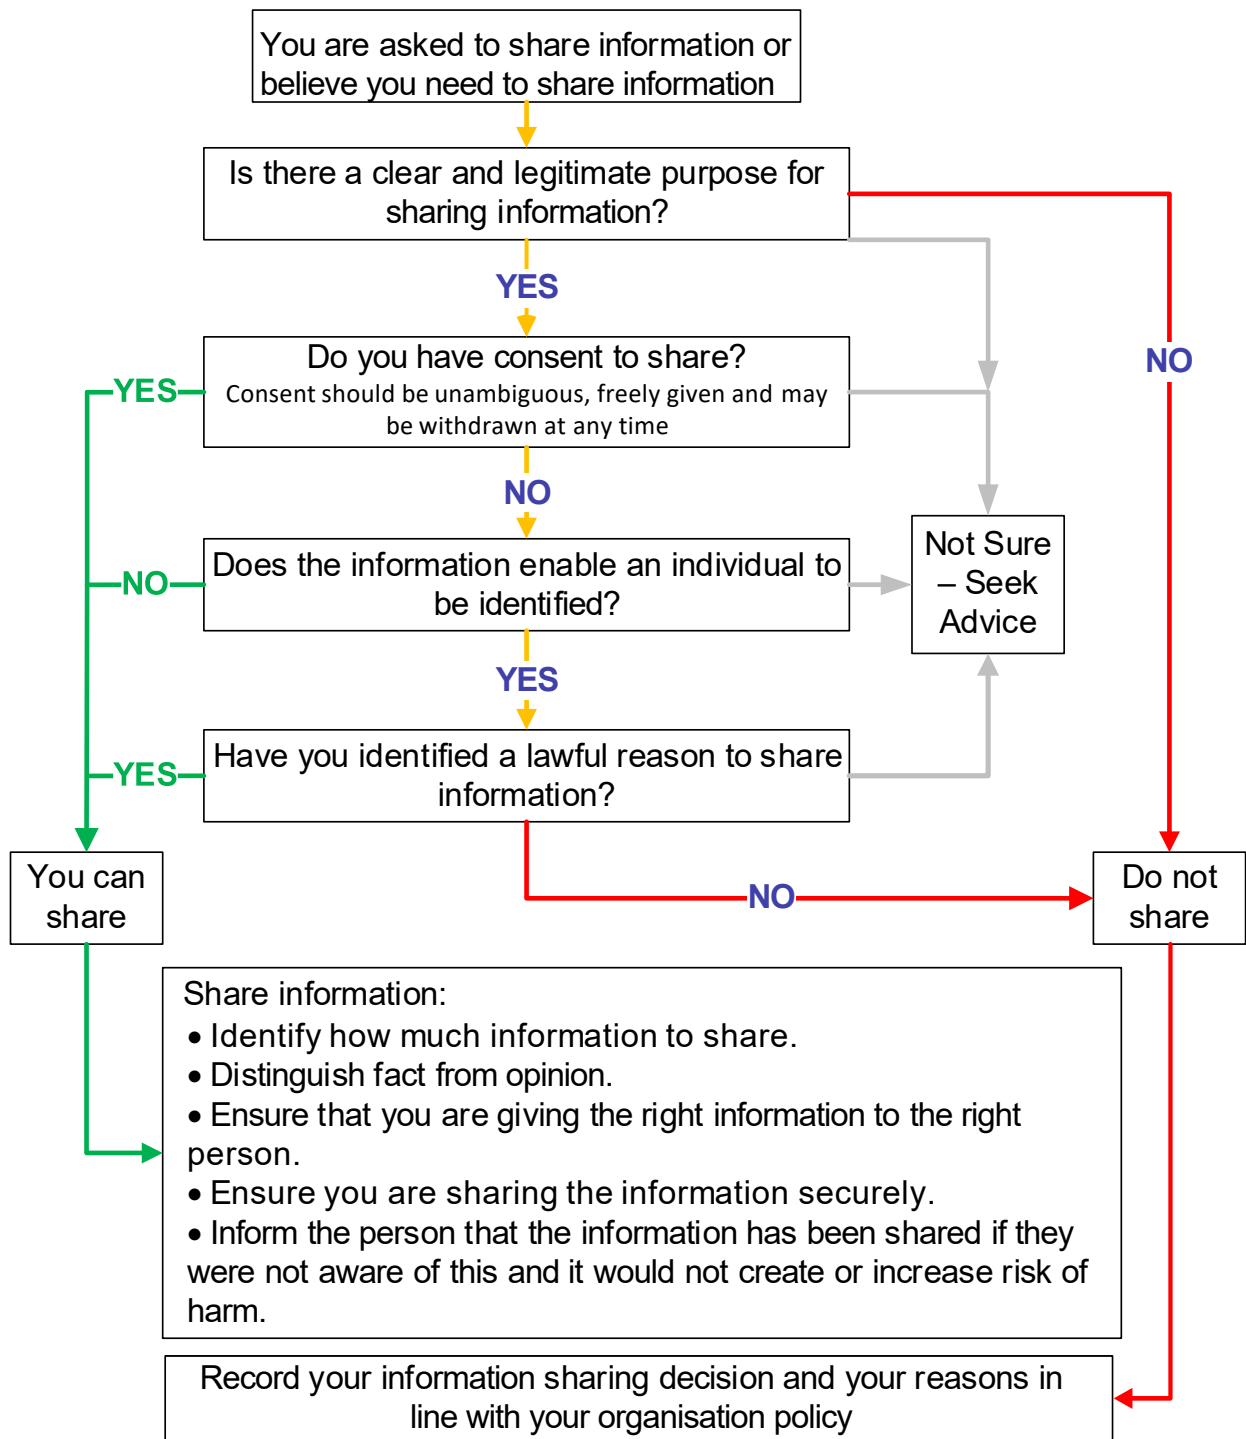 You are asked to share information or
believe you need to share information
Is there a clear and legitimate purpose for
sharing information?
YES
NO
Do you have consent to share?
Consent should be unambiguous, freely given and may
be withdrawn at any time
YES
NO
Not Sure
– Seek
Advice
Does the information enable an individual to
be identified?
NO
YES
Have you identified a lawful reason to share
information?
YES
NO
You can
share
Do not
share
Share information:
• Identify how much information to share.
• Distinguish fact from opinion.
• Ensure that you are giving the right information to the right
person.
• Ensure you are sharing the information securely.
• Inform the person that the information has been shared if they
were not aware of this and it would not create or increase risk of
harm.
Record your information sharing decision and your reasons in
line with your organisation policy